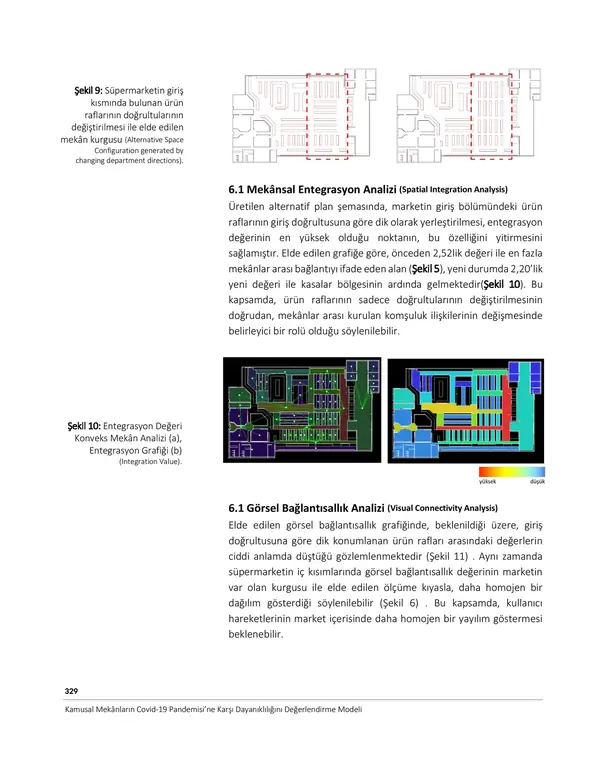 Şekil 9: Süpermarketin giriş
kısmında bulunan ürün
raflarının doğrultularının
değiştirilmesi ile elde edilen
mekân kurgusu (Alternative Space
Configuration generated by
changing department directions).
6.1 Mekânsal Entegrasyon Analizi (Spatial Integration Analysis)
Üretilen alternatif plan şemasında, marketin giriş bölümündeki ürün
raflarının giriş doğrultusuna göre dik olarak yerleştirilmesi, entegrasyon
değerinin en yüksek olduğu noktanın, bu özelliğini yitirmesini
sağlamıştır. Elde edilen grafiğe göre, önceden 2,52lik değeri ile en fazla
mekânlar arası bağlantıyı ifade eden alan (Şekil 5), yeni durumda 2,20’lik
yeni değeri ile kasalar bölgesinin ardında gelmektedir(Şekil 10). Bu
kapsamda, ürün raflarının sadece doğrultularının değiştirilmesinin
doğrudan, mekânlar arası kurulan komşuluk ilişkilerinin değişmesinde
belirleyici bir rolü olduğu söylenilebilir.
Şekil 10: Entegrasyon Değeri
Konveks Mekân Analizi (a),
Entegrasyon Grafiği (b)
(Integration Value).
yüksek düşük
6.1 Görsel Bağlantısallık Analizi (Visual Connectivity Analysis)
Elde edilen görsel bağlantısallık grafiğinde, beklenildiği üzere, giriş
doğrultusuna göre dik konumlanan ürün rafları arasındaki değerlerin
ciddi anlamda düştüğü gözlemlenmektedir (Şekil 11) . Aynı zamanda
süpermarketin iç kısımlarında görsel bağlantısallık değerinin marketin
var olan kurgusu ile elde edilen ölçüme kıyasla, daha homojen bir
dağılım gösterdiği söylenilebilir (Şekil 6) . Bu kapsamda, kullanıcı
hareketlerinin market içerisinde daha homojen bir yayılım göstermesi
beklenebilir.
329
Kamusal Mekânların Covid-19 Pandemisi’ne Karşı Dayanıklılığını Değerlendirme Modeli